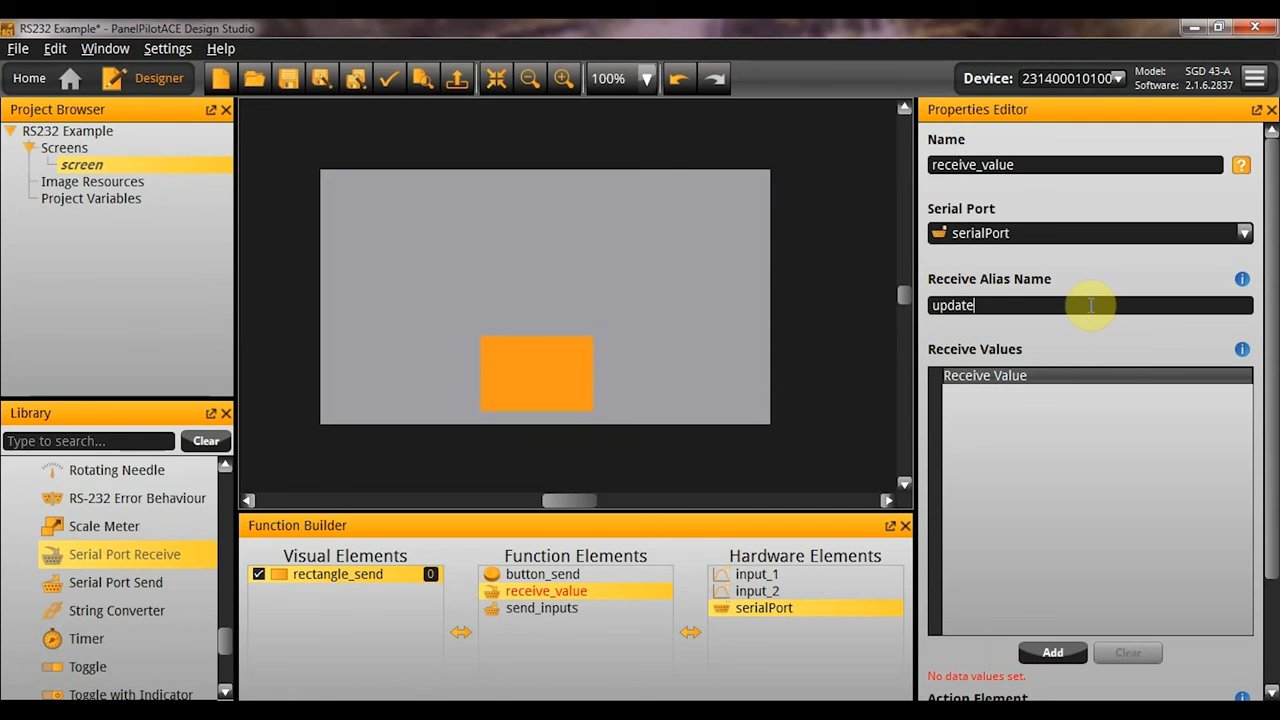 RS232 Example* - PanelPilotACE Design Studio
File Edit Window Settings Help
Home Designer 100% Device: 231400010100 Model: SGD 43-A
Software: 2.1.6.2837
Project Browser
RS232 Example
Screens
screen
Image Resources
Project Variables
Library
Type to search... Clear
Rotating Needle
RS-232 Error Behaviour
Scale Meter
Serial Port Receive
Serial Port Send
String Converter
Timer
Toggle
Toggle with Indicator
Function Builder
Visual Elements Function Elements Hardware Elements
rectangle_send 0 button_send input_1
receive_value input_2
send_inputs serialPort
Properties Editor
Name
receive_value ?
Serial Port
serialPort
Receive Alias Name
update
Receive Values
Receive Value
Add Clear
No data values set.
Action Element